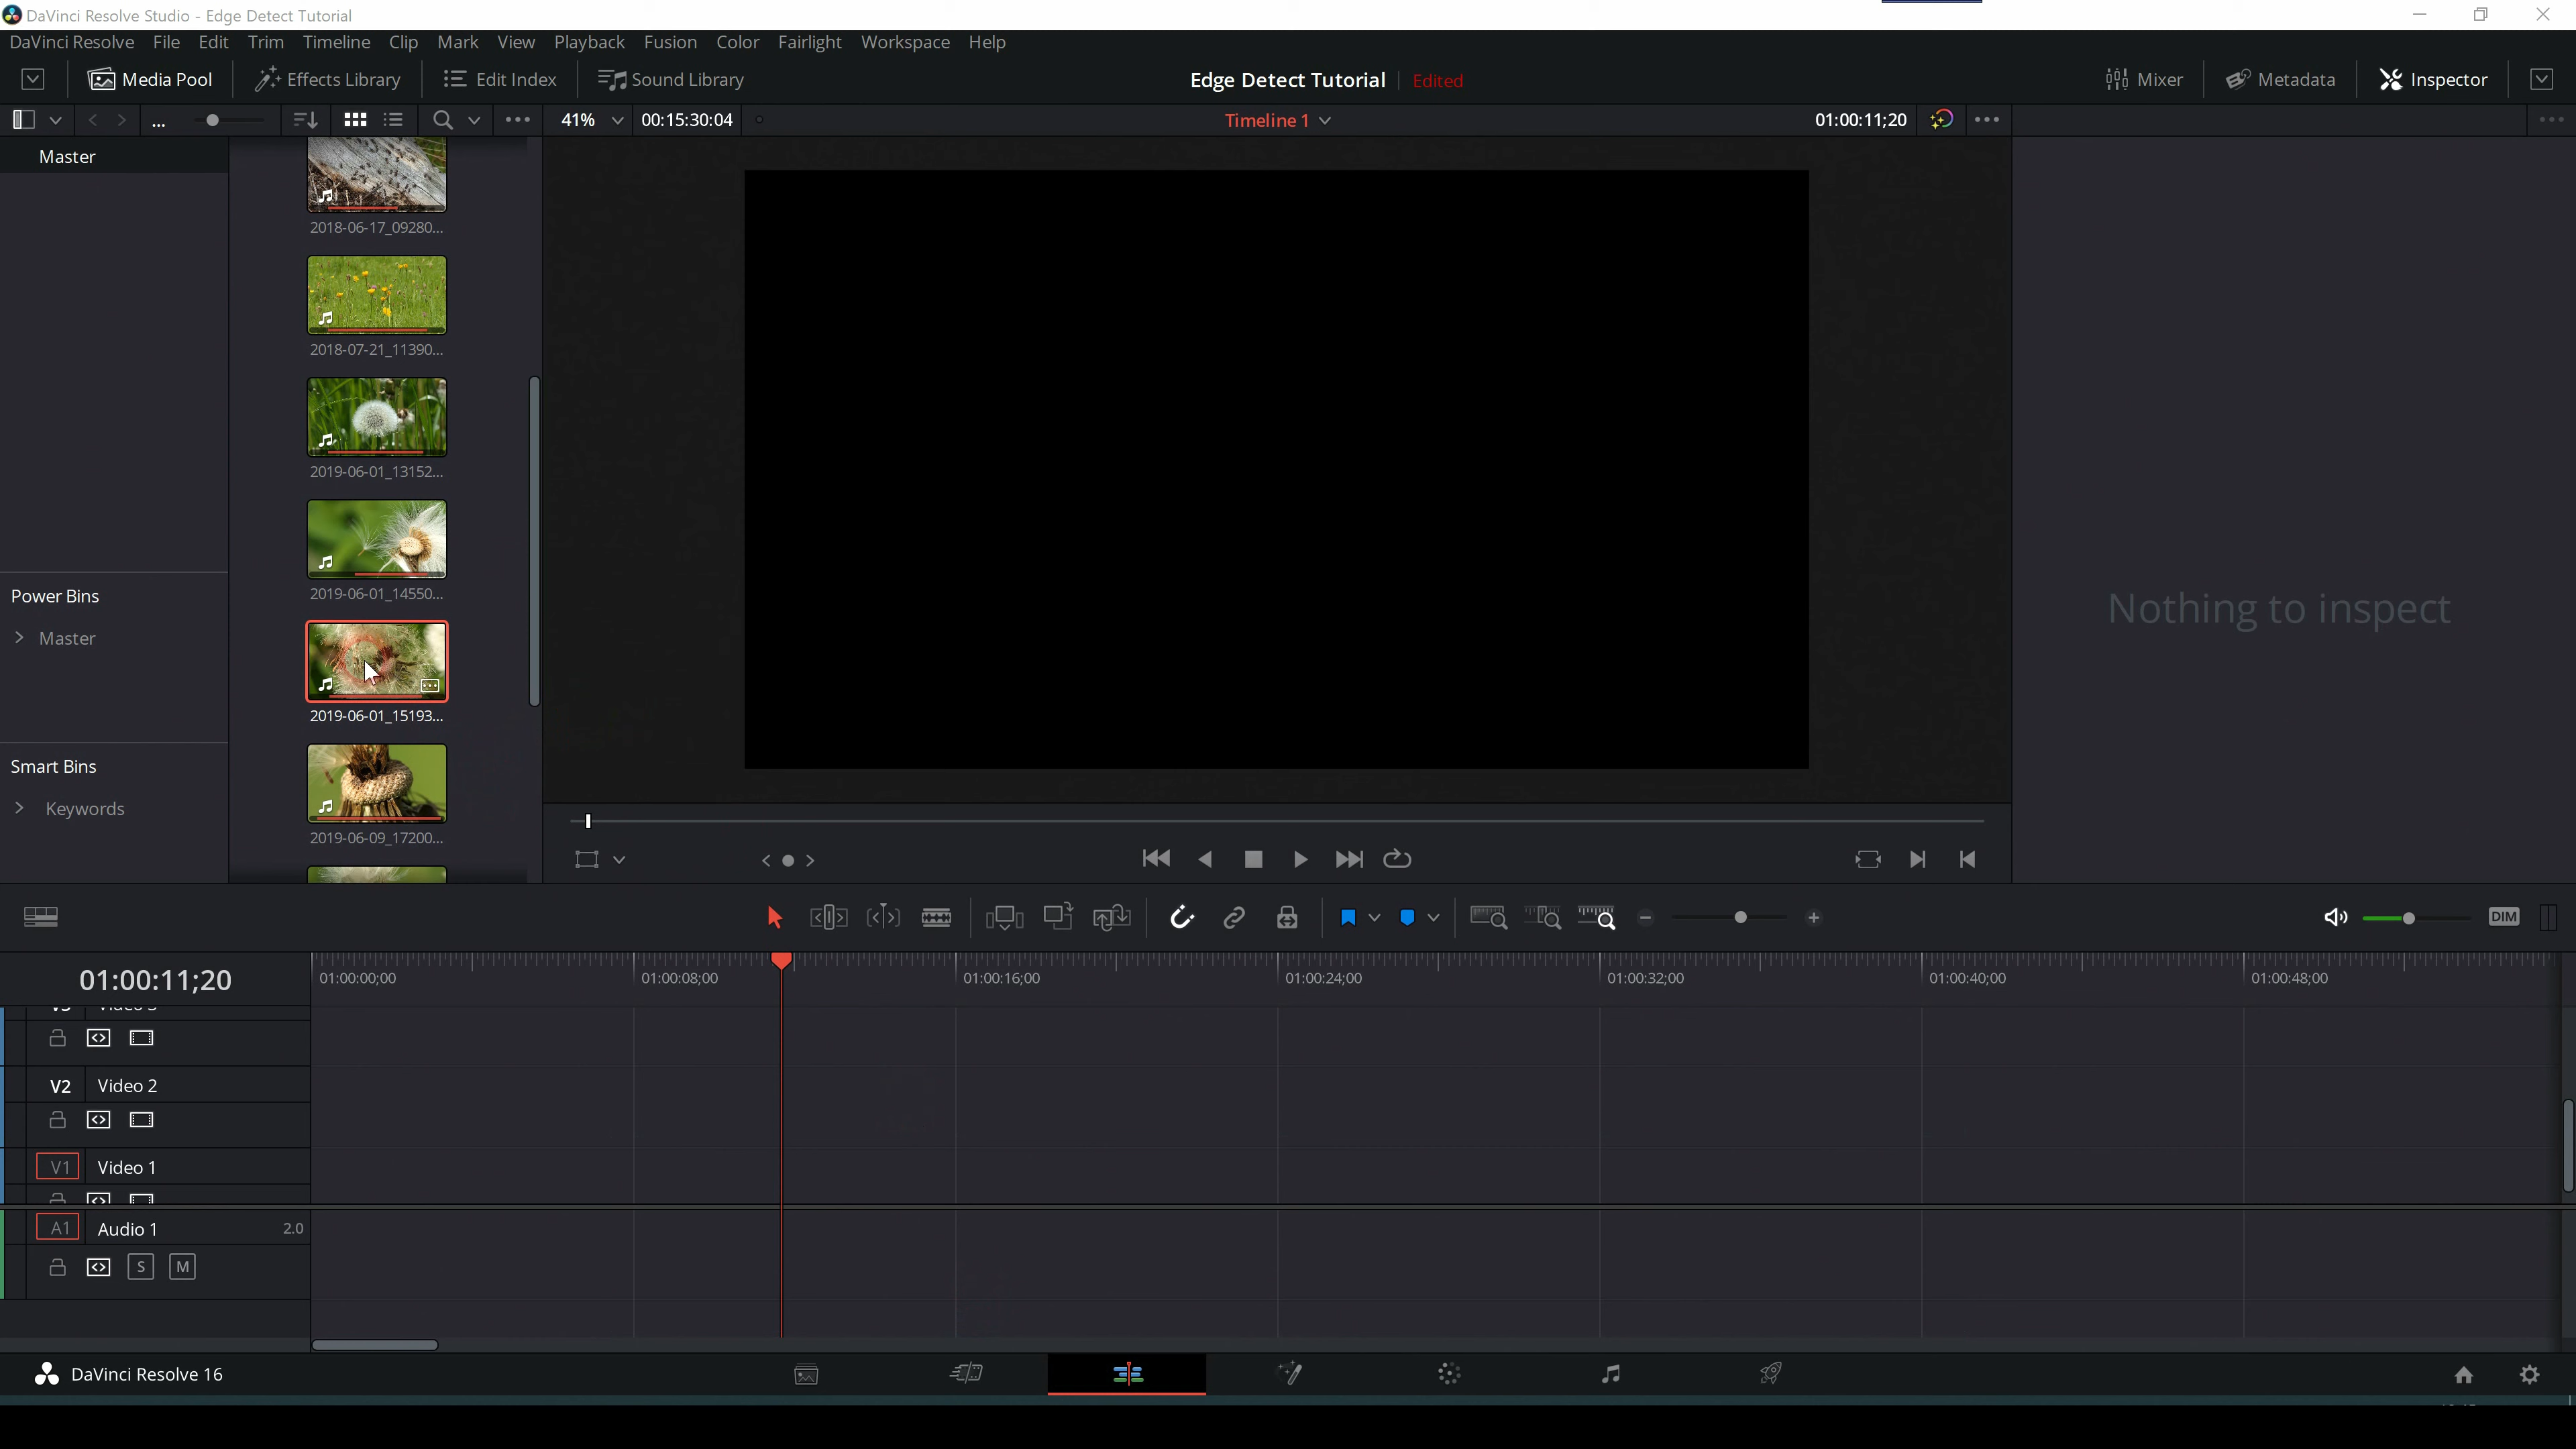 DaVinci Resolve Studio - Edge Detect Tutorial
DaVinci Resolve File Edit Trim Timeline Clip Mark View Playback Fusion Color Fairlight Workspace Help
Media Pool Effects Library Edit Index Sound Library Edge Detect Tutorial Edited Mixer Metadata Inspector
... 41% 00:15:30:04 Timeline 1 01:00:11;20
Master
2018-06-17_09280...
2018-07-21_11390...
2019-06-01_13152...
2019-06-01_14550...
Power Bins
Master
Nothing to inspect
2019-06-01_15193...
Smart Bins
Keywords
2019-06-09_17200...
DIM
01:00:11;20 01:00:00;00 01:00:08;00 01:00:16;00 01:00:24;00 01:00:32;00 01:00:40;00 01:00:48;00
V2 Video 2
V1 Video 1
A1 Audio 1 2.0
S M
DaVinci Resolve 16